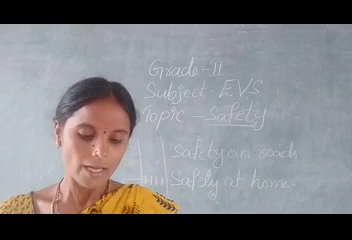 Grade-II
Subject-EVS
Topic - Safety
Safety on roads
Safety at home.